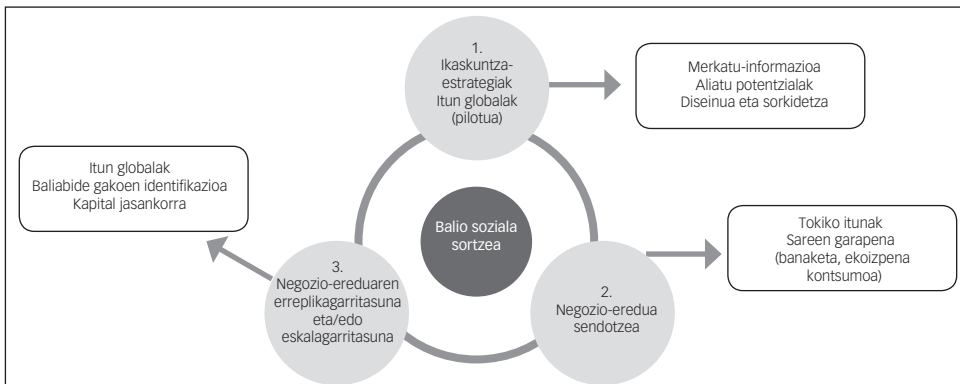 1.
Ikaskuntza-
estrategiak
Itun globalak
(pilotua)
Merkatu-informazioa
Aliatu potentzialak
Diseinua eta sorkidetza
Itun globalak
Baliabide gakoen identifikazioa
Kapital jasankorra
Balio soziala
sortzea
Tokiko itunak
Sareen garapena
(banaketa, ekoizpena
kontsumoa)
3.
Negozio-ereduaren
erreplikagarritasuna
eta/edo
eskalagarritasuna
2.
Negozio-eredua
sendotzea